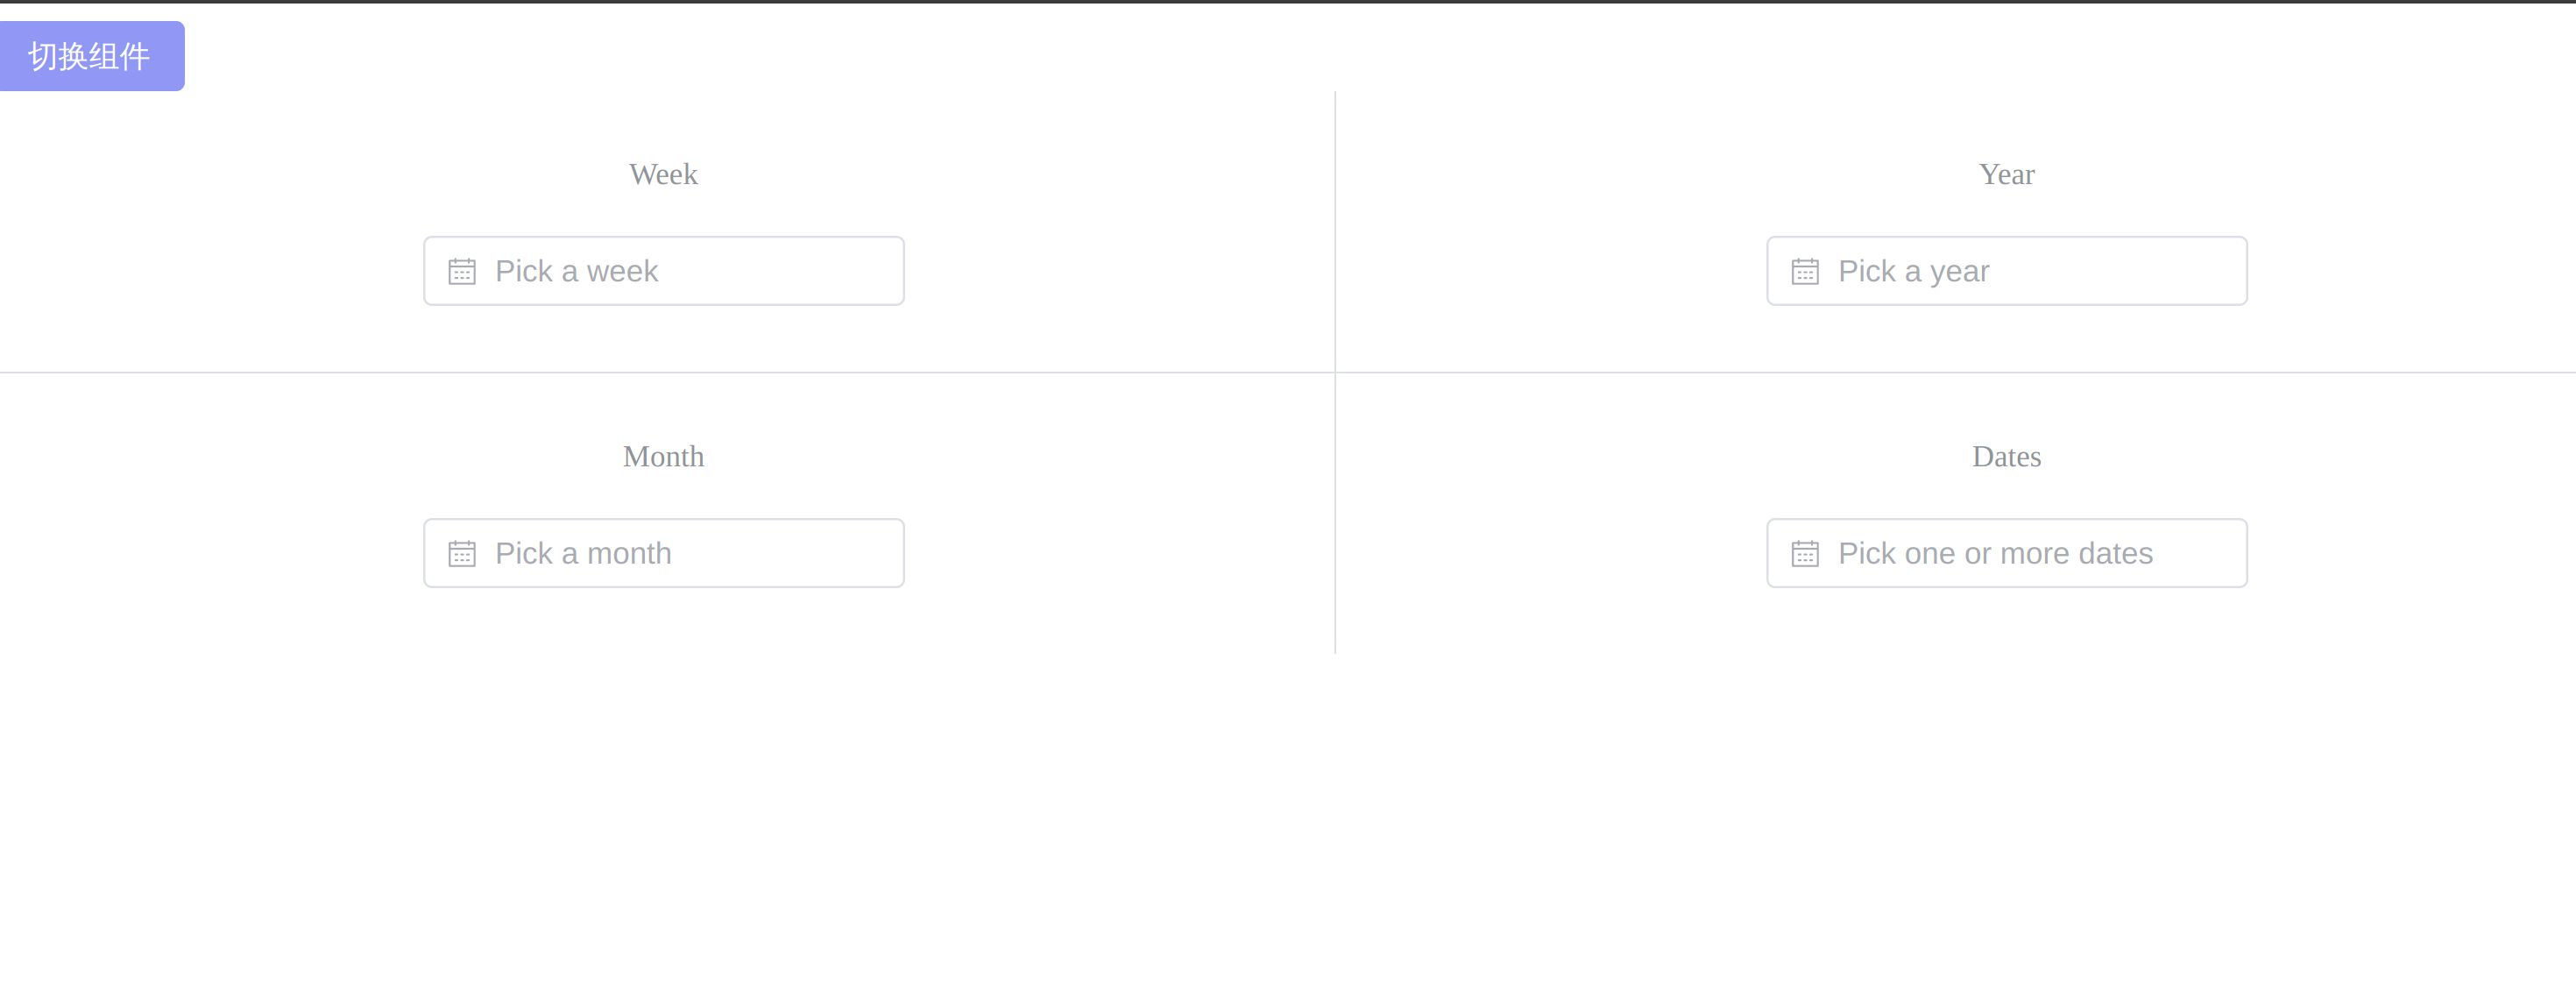 切换组件
Week
Year
Pick a week
Pick a year
Month
Dates
Pick a month
Pick one or more dates